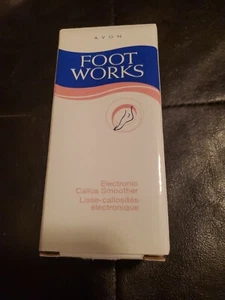 AVON
FOOT
WORKS
Electronic
Callus Smoother
Lisse-callosités
électronique